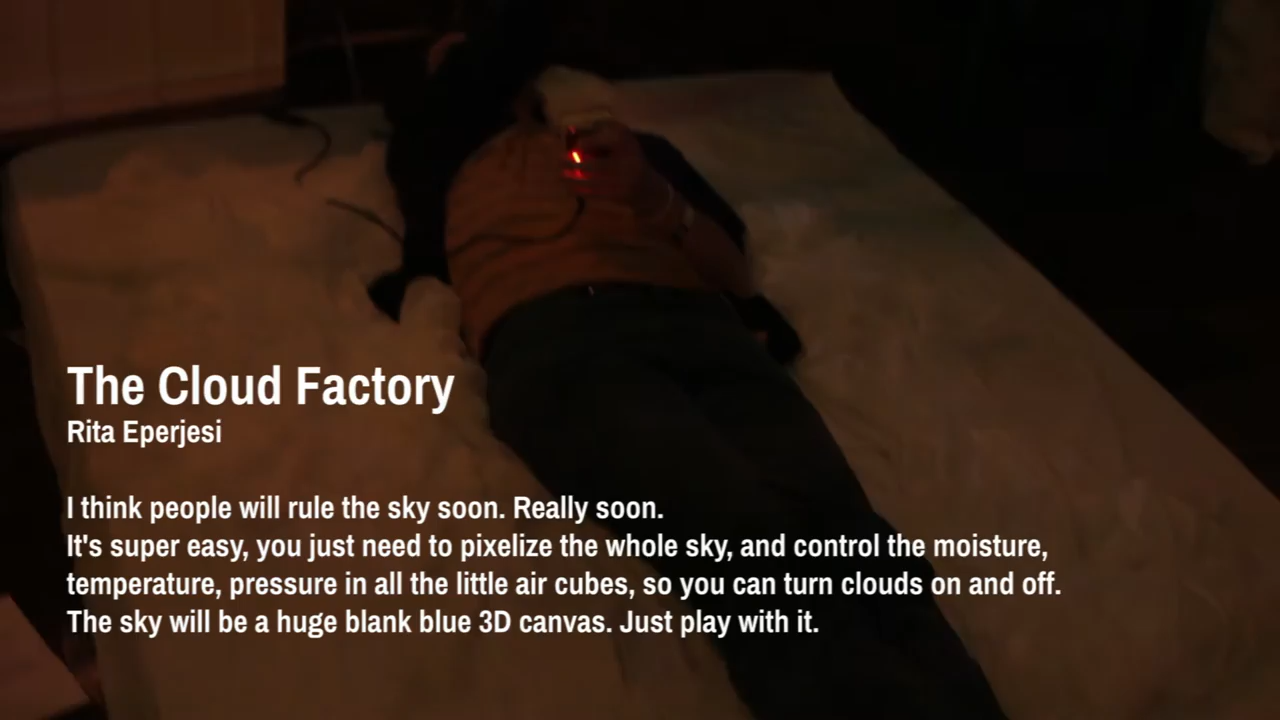 The Cloud Factory
Rita Eperjesi
I think people will rule the sky soon. Really soon.
It's super easy, you just need to pixelize the whole sky, and control the moisture,
temperature, pressure in all the little air cubes, so you can turn clouds on and off.
The sky will be a huge blank blue 3D canvas. Just play with it.